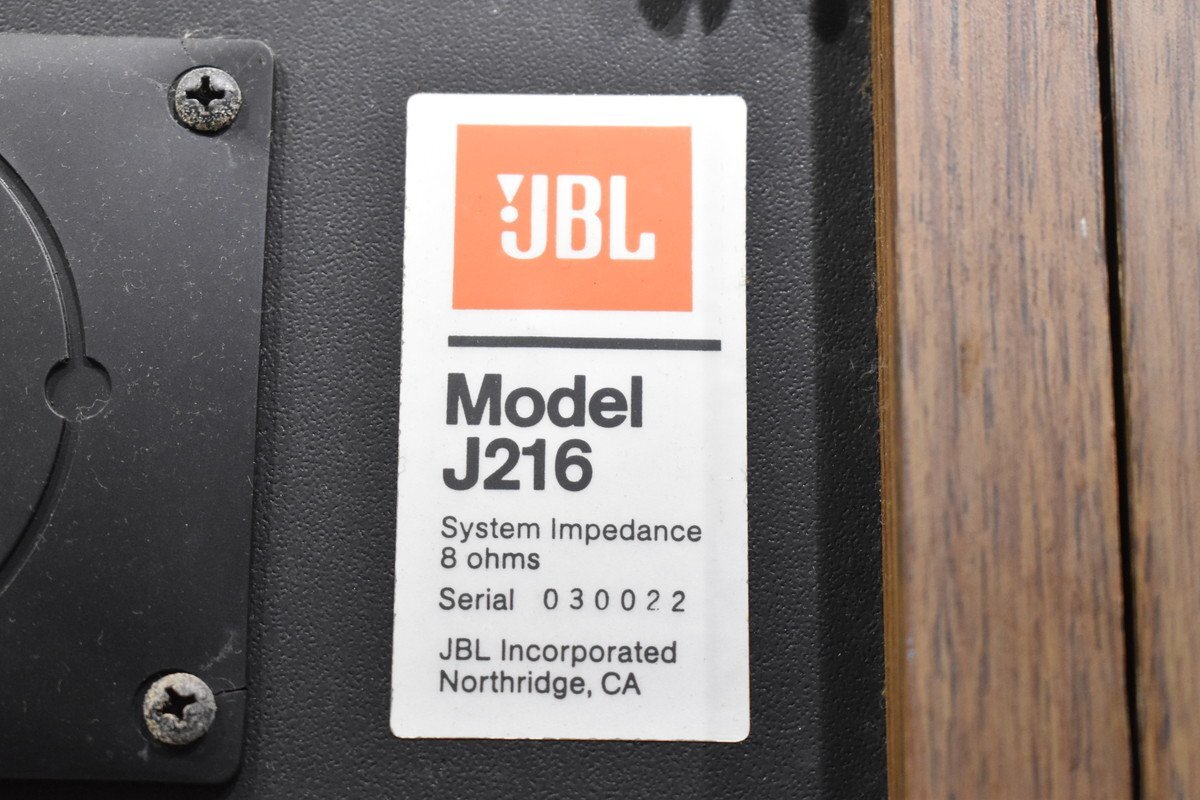 JBL
Model
J216
System Impedance
8 ohms
Serial 030022
JBL Incorporated
Northridge, CA